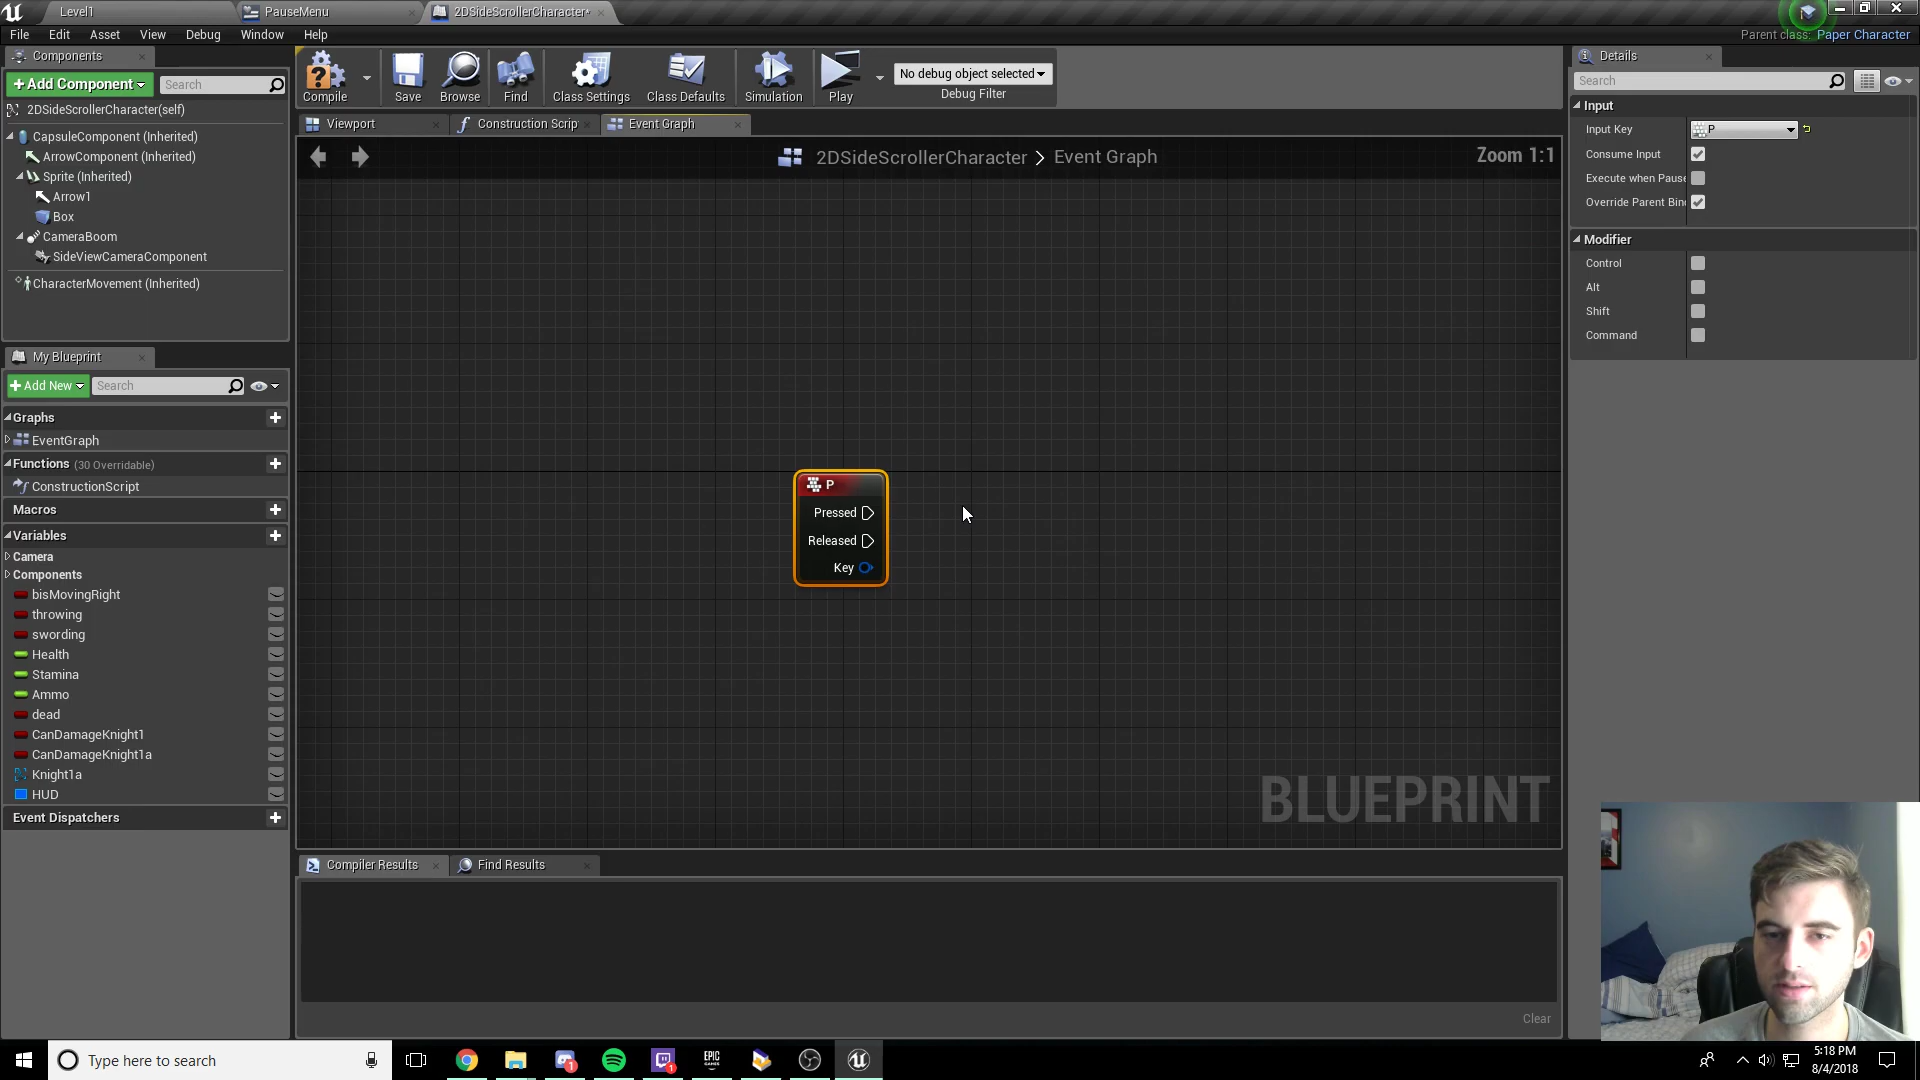 Level1
PauseMenu
2DSideScrollerCharacter*
File Edit Asset View Debug Window Help
Parent class: Paper Character
Components
+Add Component
Search
2DSideScrollerCharacter(self)
CapsuleComponent (Inherited)
ArrowComponent (Inherited)
Sprite (Inherited)
Arrow1
Box
CameraBoom
SideViewCameraComponent
CharacterMovement (Inherited)
My Blueprint
+Add New
Search
Graphs
EventGraph
Functions (30 Overridable)
ConstructionScript
Macros
Variables
Camera
Components
bisMovingRight
throwing
swording
Health
Stamina
Ammo
dead
CanDamageKnight1
CanDamageKnight1a
Knight1a
HUD
Event Dispatchers
Compile
Save
Browse
Find
Class Settings
Class Defaults
Simulation
Play
No debug object selected
Debug Filter
Viewport
Construction Scrip
Event Graph
2DSideScrollerCharacter > Event Graph
Zoom 1:1
P
Pressed
Released
Key
BLUEPRINT
Compiler Results
Find Results
Clear
Details
Search
Input
Input Key
P
Consume Input
Execute when Pause
Override Parent Bin
Modifier
Control
Alt
Shift
Command
Type here to search
EPIC
GAMES
5:18 PM
8/4/2018